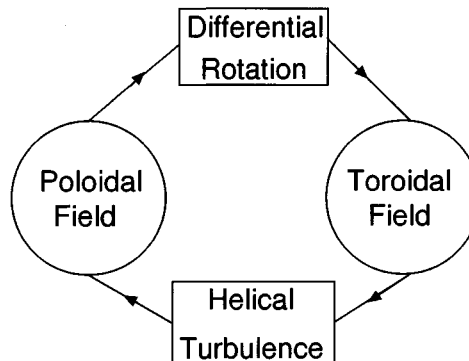 Differential
Rotation
Poloidal
Field
Toroidal
Field
Helical
Turbulence